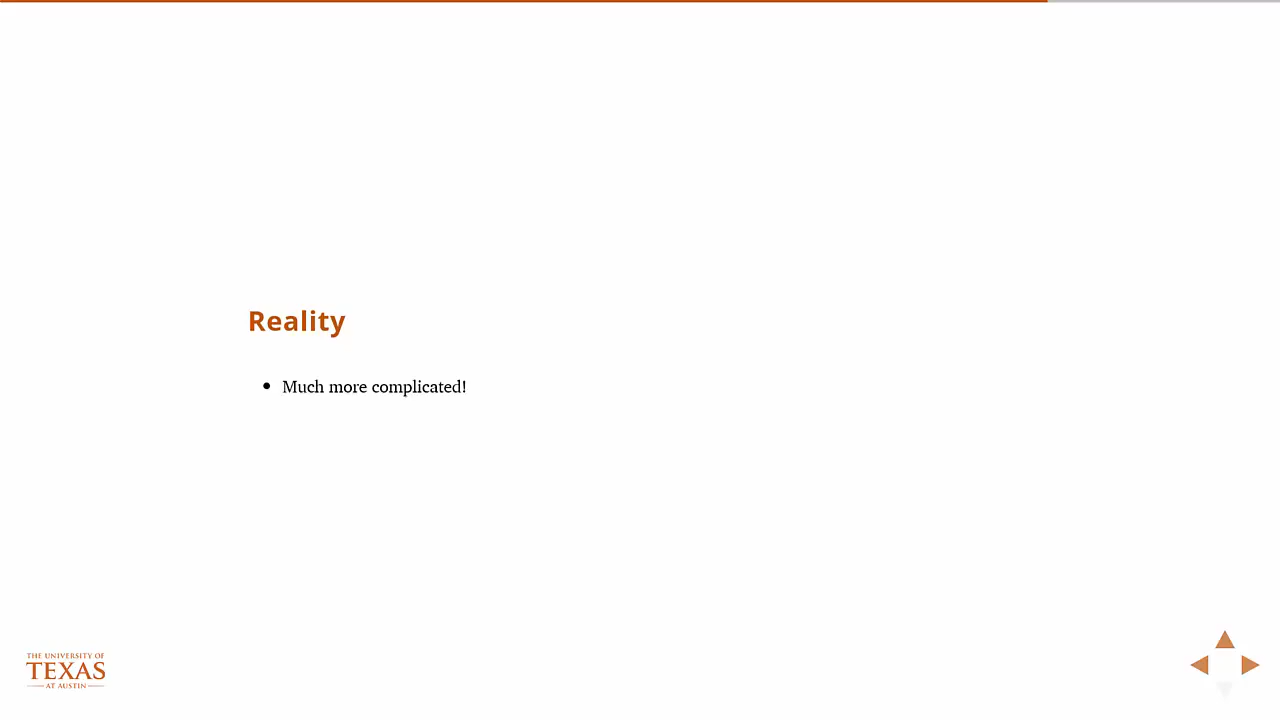 Reality
• Much more complicated!
THE UNIVERSITY OF
TEXAS
AT AUSTIN